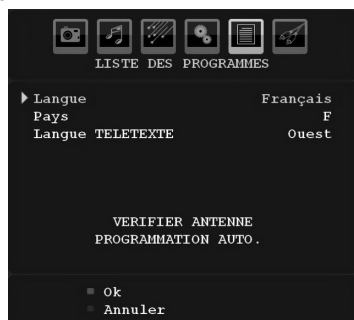 LISTE DES PROGRAMMES
Langue Français
Pays F
Langue TELETEXTE Ouest
VERIFIER ANTENNE
PROGRAMMATION AUTO.
Ok
Annuler